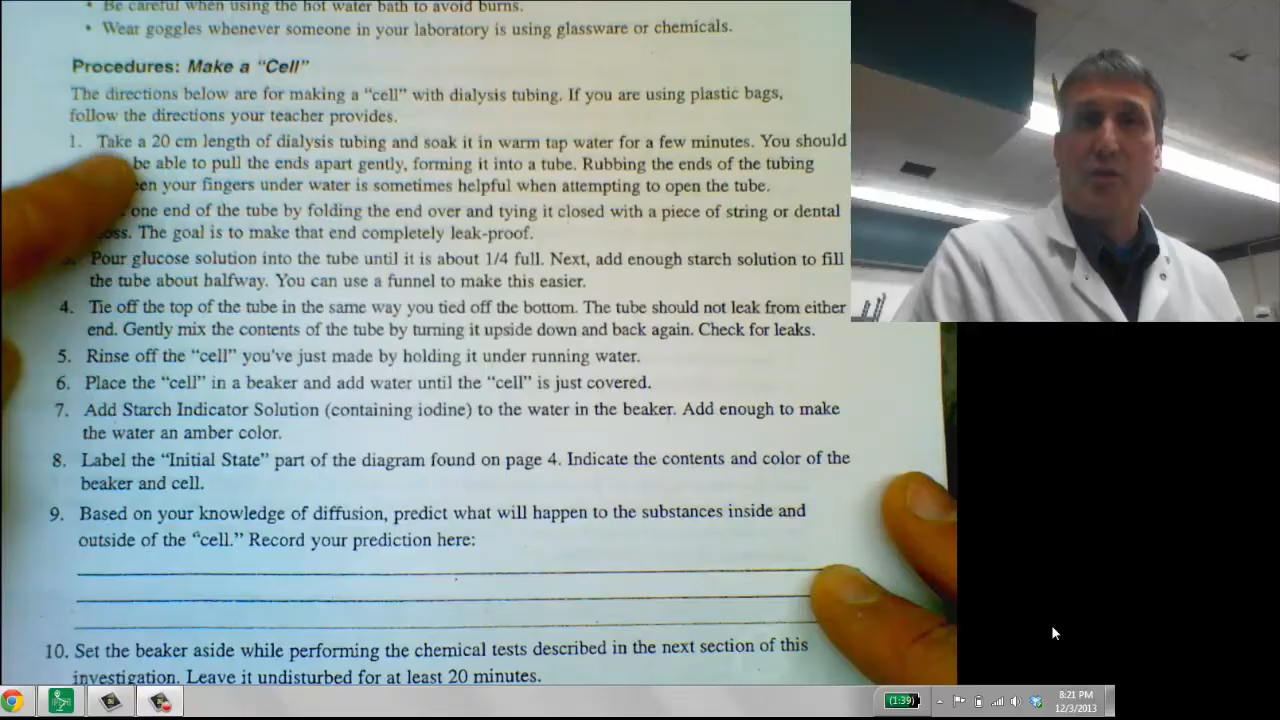 Be careful when using the hot water bath to avoid burns.
• Wear goggles whenever someone in your laboratory is using glassware or chemicals.
Procedures: Make a "Cell"
The directions below are for making a "cell" with dialysis tubing. If you are using plastic bags,
follow the directions your teacher provides.
1. Take a 20 cm length of dialysis tubing and soak it in warm tap water for a few minutes. You should
be able to pull the ends apart gently, forming it into a tube. Rubbing the ends of the tubing
your fingers under water is sometimes helpful when attempting to open the tube.
one end of the tube by folding the end over and tying it closed with a piece of string or dental
The goal is to make that end completely leak-proof.
Pour glucose solution into the tube until it is about 1/4 full. Next, add enough starch solution to fill
the tube about halfway. You can use a funnel to make this easier.
4. Tie off the top of the tube in the same way you tied off the bottom. The tube should not leak from either
end. Gently mix the contents of the tube by turning it upside down and back again. Check for leaks.
5. Rinse off the "cell" you've just made by holding it under running water.
6. Place the "cell" in a beaker and add water until the "cell" is just covered.
7. Add Starch Indicator Solution (containing iodine) to the water in the beaker. Add enough to make
the water an amber color.
8. Label the "Initial State" part of the diagram found on page 4. Indicate the contents and color of the
beaker and cell.
9. Based on your knowledge of diffusion, predict what will happen to the substances inside and
outside of the "cell." Record your prediction here:
10. Set the beaker aside while performing the chemical tests described in the next section of this
investigation. Leave it undisturbed for at least 20 minutes.
(1:39)
8:21 PM
12/3/2013